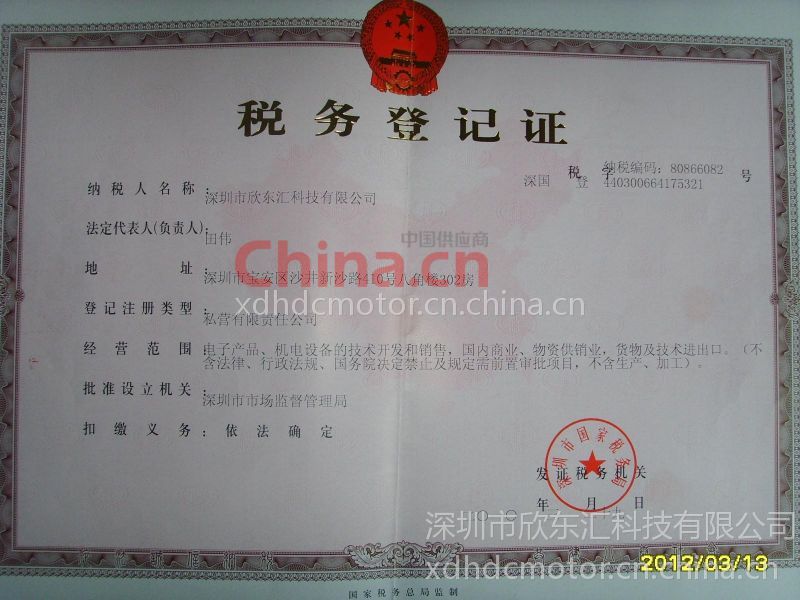 税务登记证
纳税编码：80866082
深国 税 字
登 440300664175321 号
纳税人名称：深圳市欣东汇科技有限公司
法定代表人(负责人)：田伟
中国供应商
China.cn
地 址：深圳市宝安区沙井新沙路410号八角楼302房
xdhdcmotor.cn.china.cn
登记注册类型：私营有限责任公司
经营范围：电子产品、机电设备的技术开发和销售，国内商业、物资供销业，货物及技术进出口。（不
含法律、行政法规、国务院决定禁止及规定需前置审批项目，不含生产、加工）。
批准设立机关：深圳市市场监督管理局
扣缴义务：依法确定
深圳市国家税务局
发证税务机关
年 月 日
深圳市欣东汇科技有限公司
2012/03/13
xdhdcmotor.cn.china.cn
国家税务总局监制